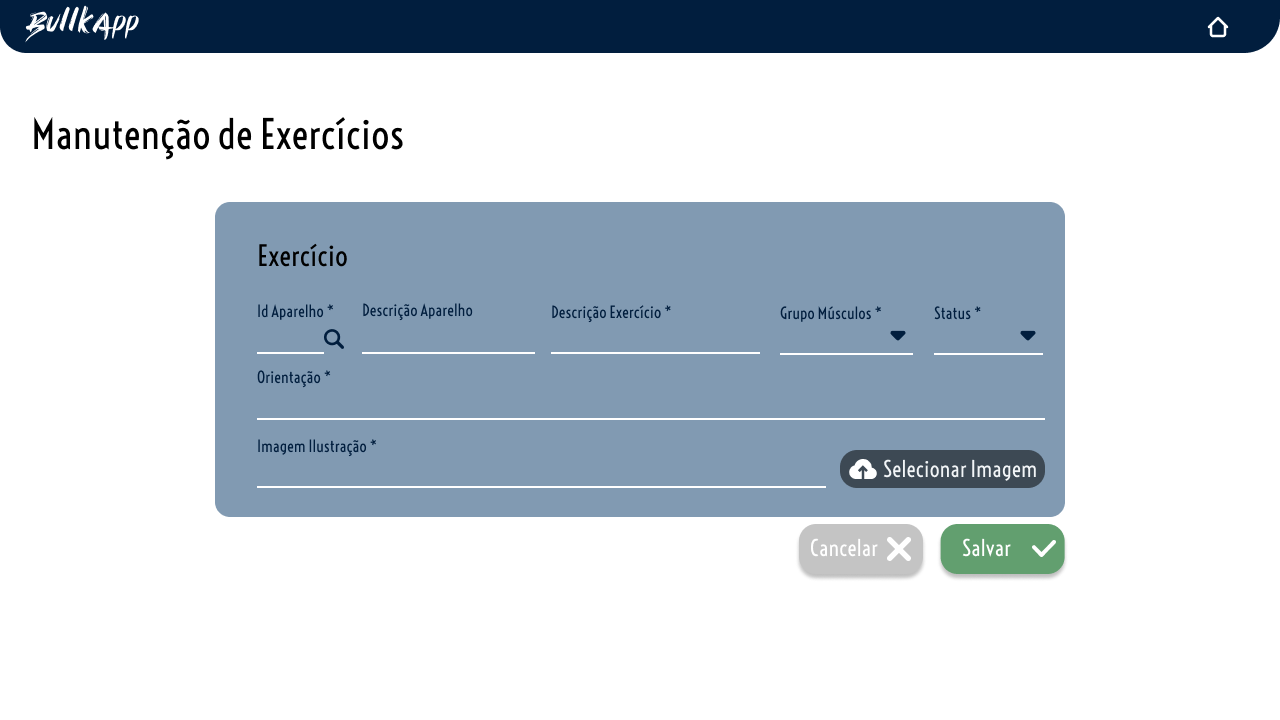 BullkApp
Manutenção de Exercícios
Exercício
Id Aparelho * Descrição Aparelho Descrição Exercício * Grupo Músculos * Status *
Orientação *
Imagem Ilustração *
Selecionar Imagem
Cancelar Salvar